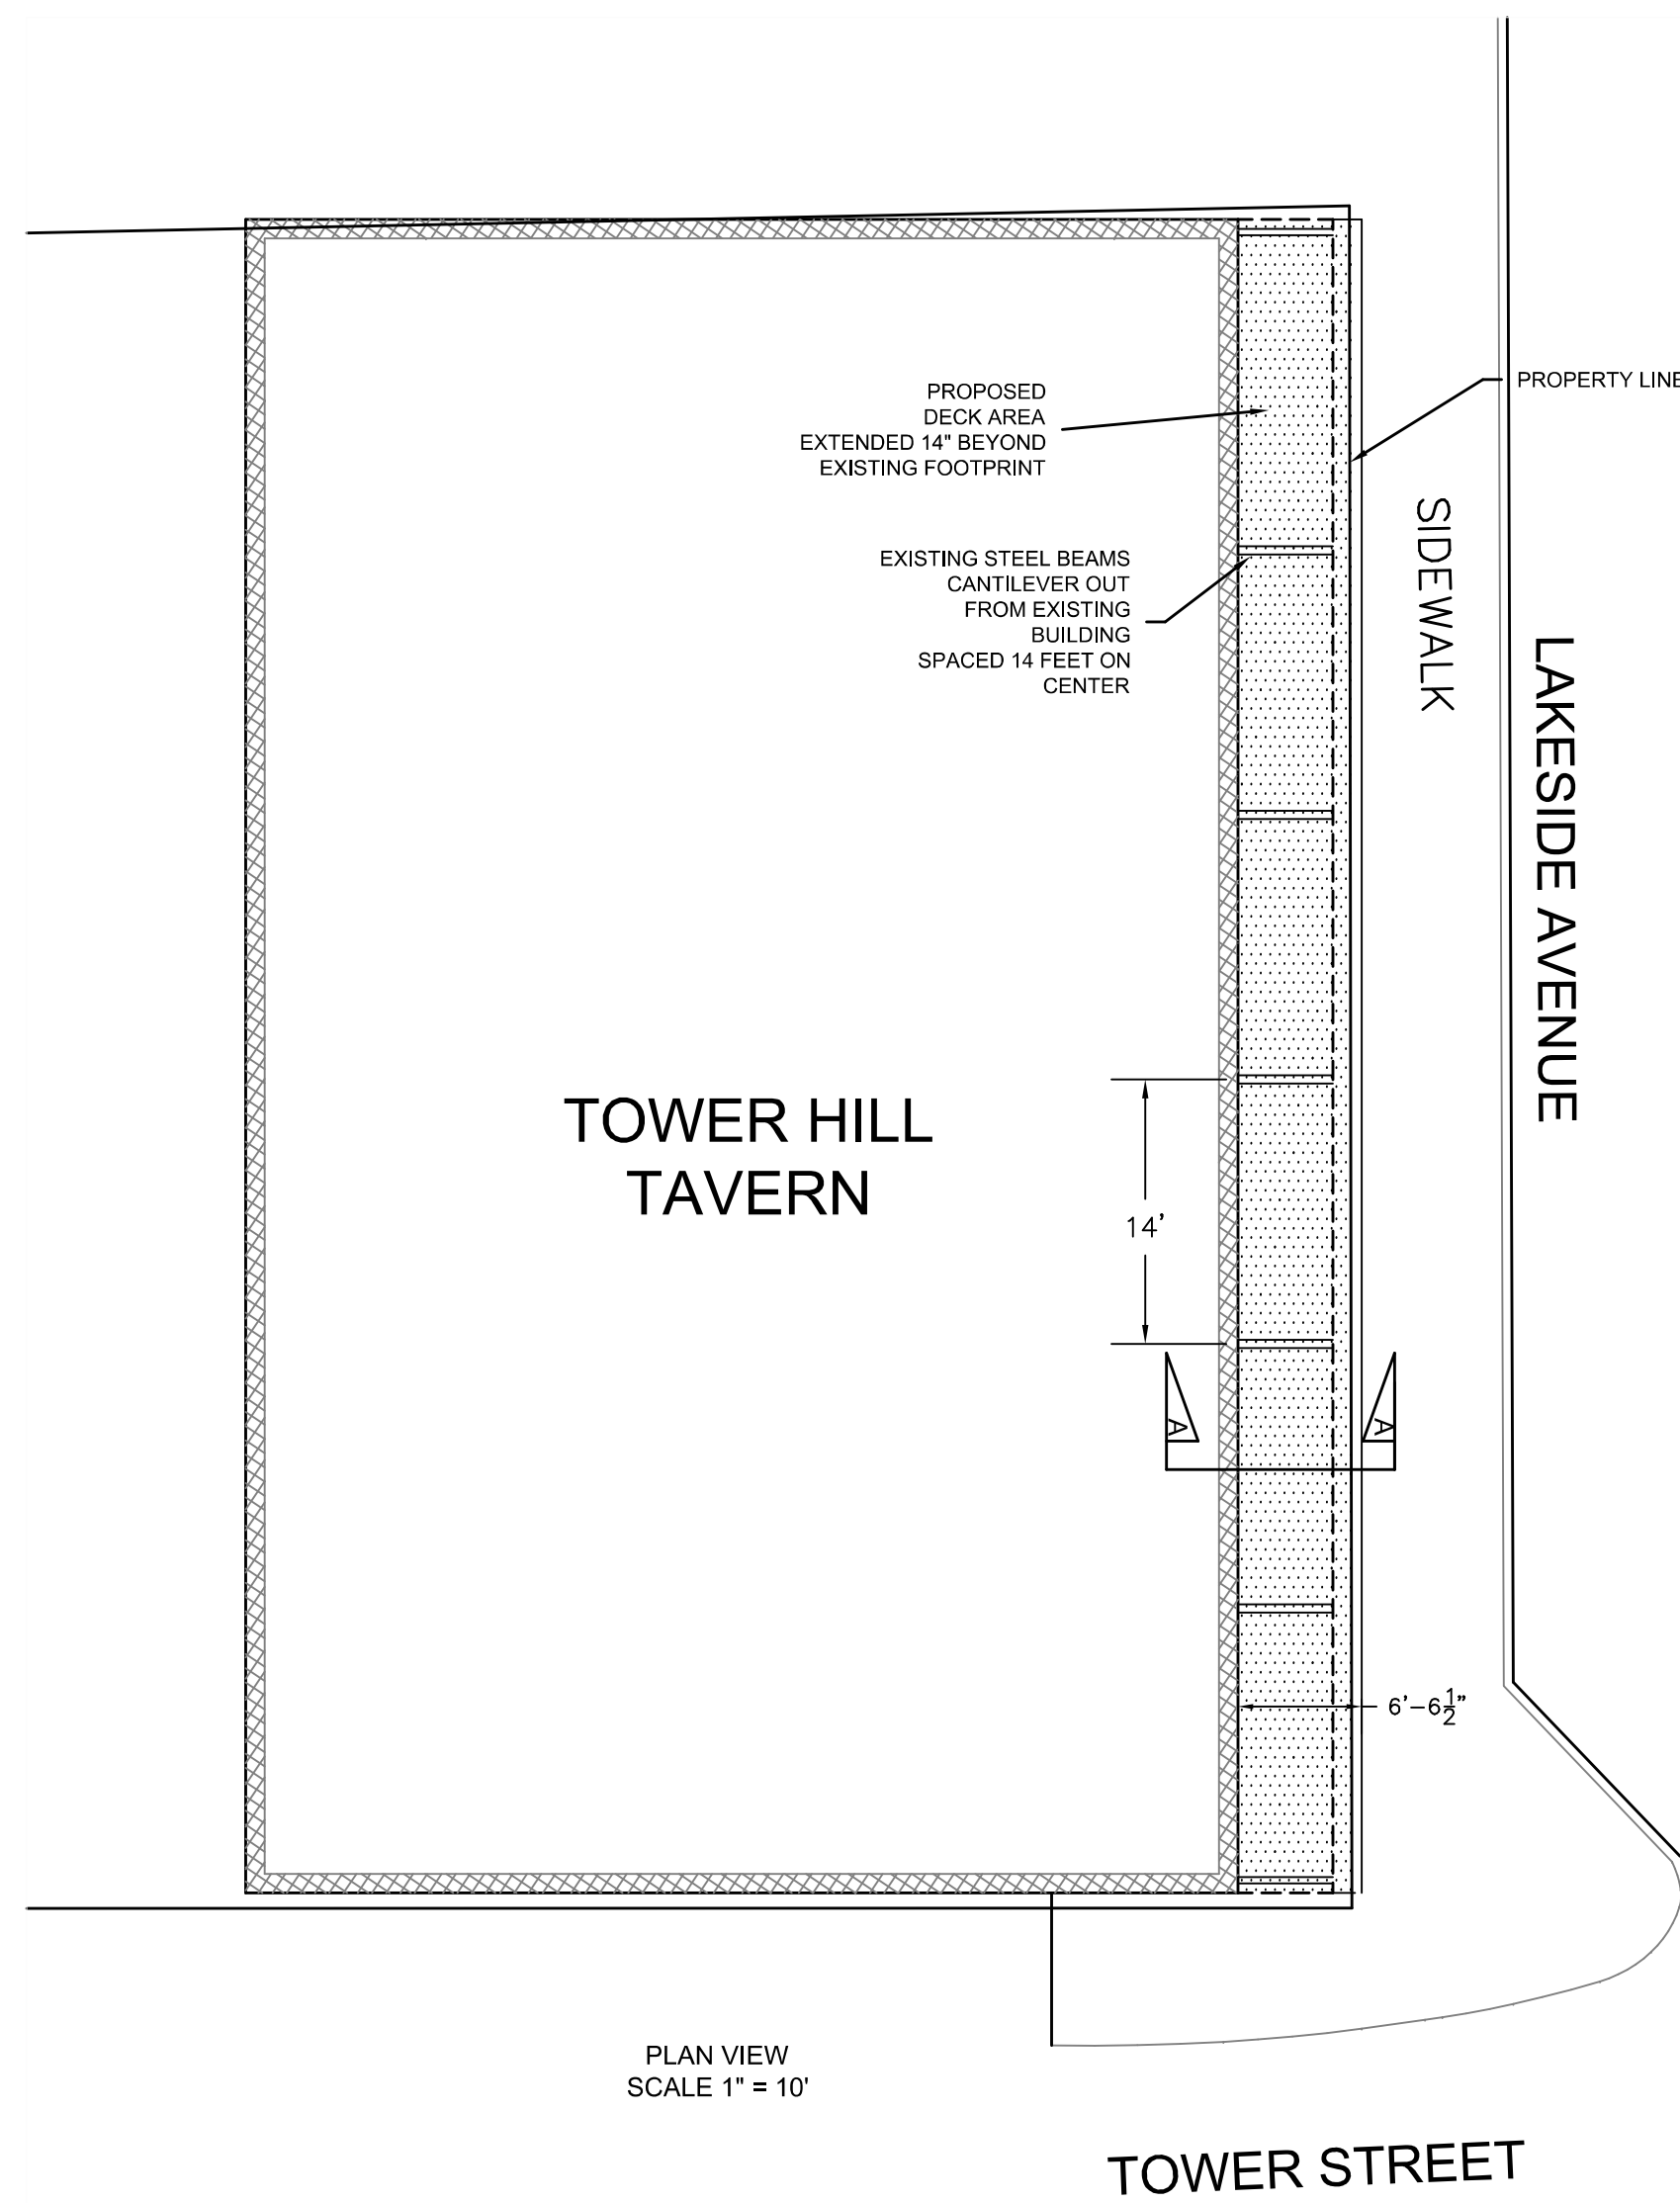 PROPOSED
DECK AREA
EXTENDED 14" BEYOND
EXISTING FOOTPRINT
PROPERTY LINE
EXISTING STEEL BEAMS
CANTILEVER OUT
FROM EXISTING
BUILDING
SPACED 14 FEET ON
CENTER
SIDEWALK
LAKESIDE AVENUE
TOWER HILL
TAVERN
14'
A
A
6'-6½"
PLAN VIEW
SCALE 1" = 10'
TOWER STREET